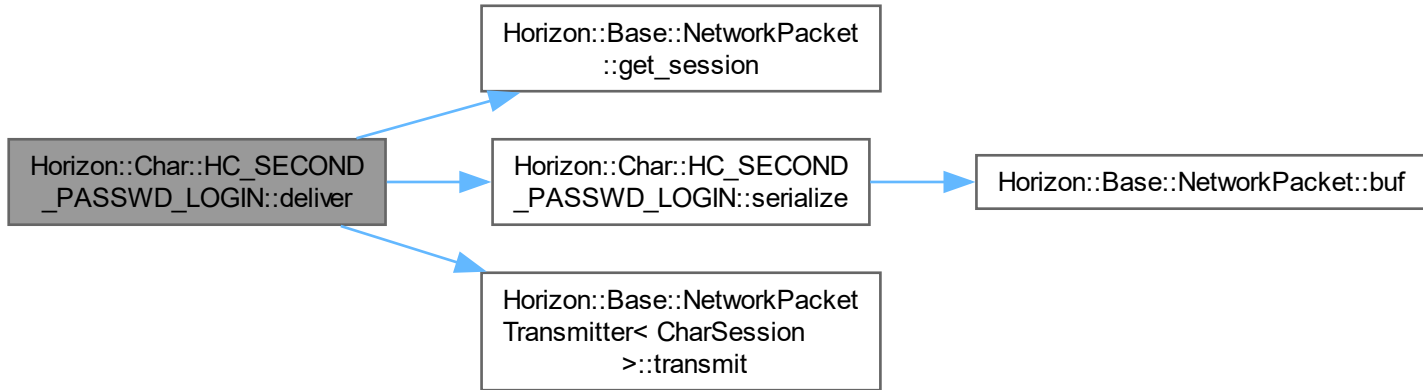 Horizon::Base::NetworkPacket
::get_session
Horizon::Char::HC_SECOND
_PASSWD_LOGIN::deliver
Horizon::Char::HC_SECOND
_PASSWD_LOGIN::serialize
Horizon::Base::NetworkPacket::buf
Horizon::Base::NetworkPacket
Transmitter< CharSession
>::transmit